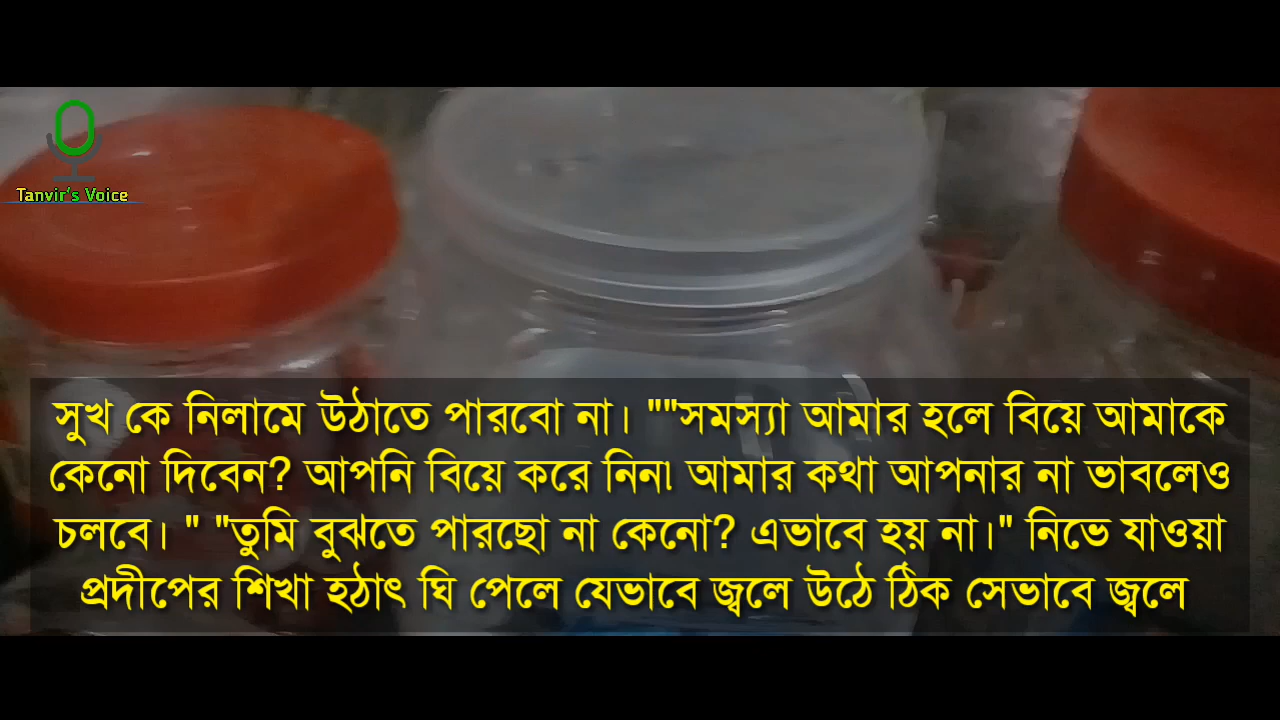 Tanvir's Voice
সুখ কে নিলামে উঠাতে পারবো না। ""সমস্যা আমার হলে বিয়ে আমাকে
কেনো দিবেন? আপনি বিয়ে করে নিন৷ আমার কথা আপনার না ভাবলেও
চলবে। " "তুমি বুঝতে পারছো না কেনো? এভাবে হয় না।" নিভে যাওয়া
প্রদীপের শিখা হঠাৎ ঘি পেলে যেভাবে জ্বলে উঠে ঠিক সেভাবে জ্বলে